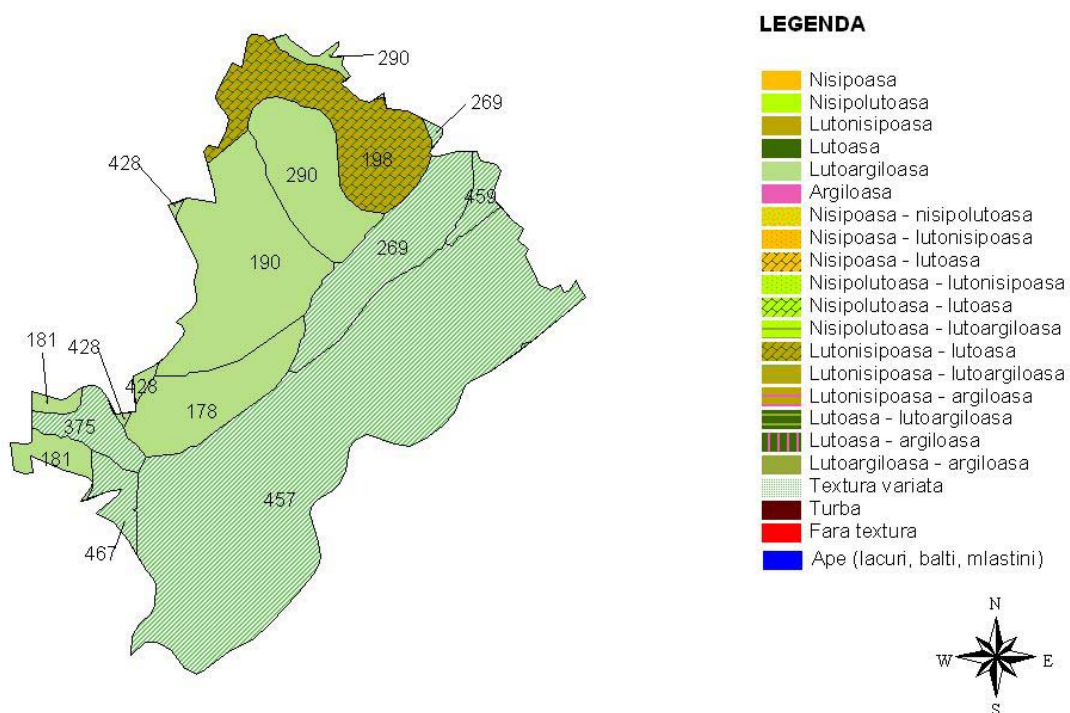 LEGENDA
Nisipoasa
Nisipolutoasa
Lutonisipoasa
Lutoasa
Lutoargiloasa
Argiloasa
Nisipoasa - nisipolutoasa
Nisipoasa - lutonisipoasa
Nisipoasa - lutoasa
Nisipolutoasa - lutonisipoasa
Nisipolutoasa - lutoasa
Nisipolutoasa - lutoargiloasa
Lutonisipoasa - lutoasa
Lutonisipoasa - lutoargiloasa
Lutonisipoasa - argiloasa
Lutoasa - lutoargiloasa
Lutoasa - argiloasa
Lutoargiloasa - argiloasa
Textura variata
Turba
Fara textura
Ape (lacuri, balti, mlastini)
290
269
428
198
290
459
269
190
181
428
428
178
375
181
457
467
N
W
E
S